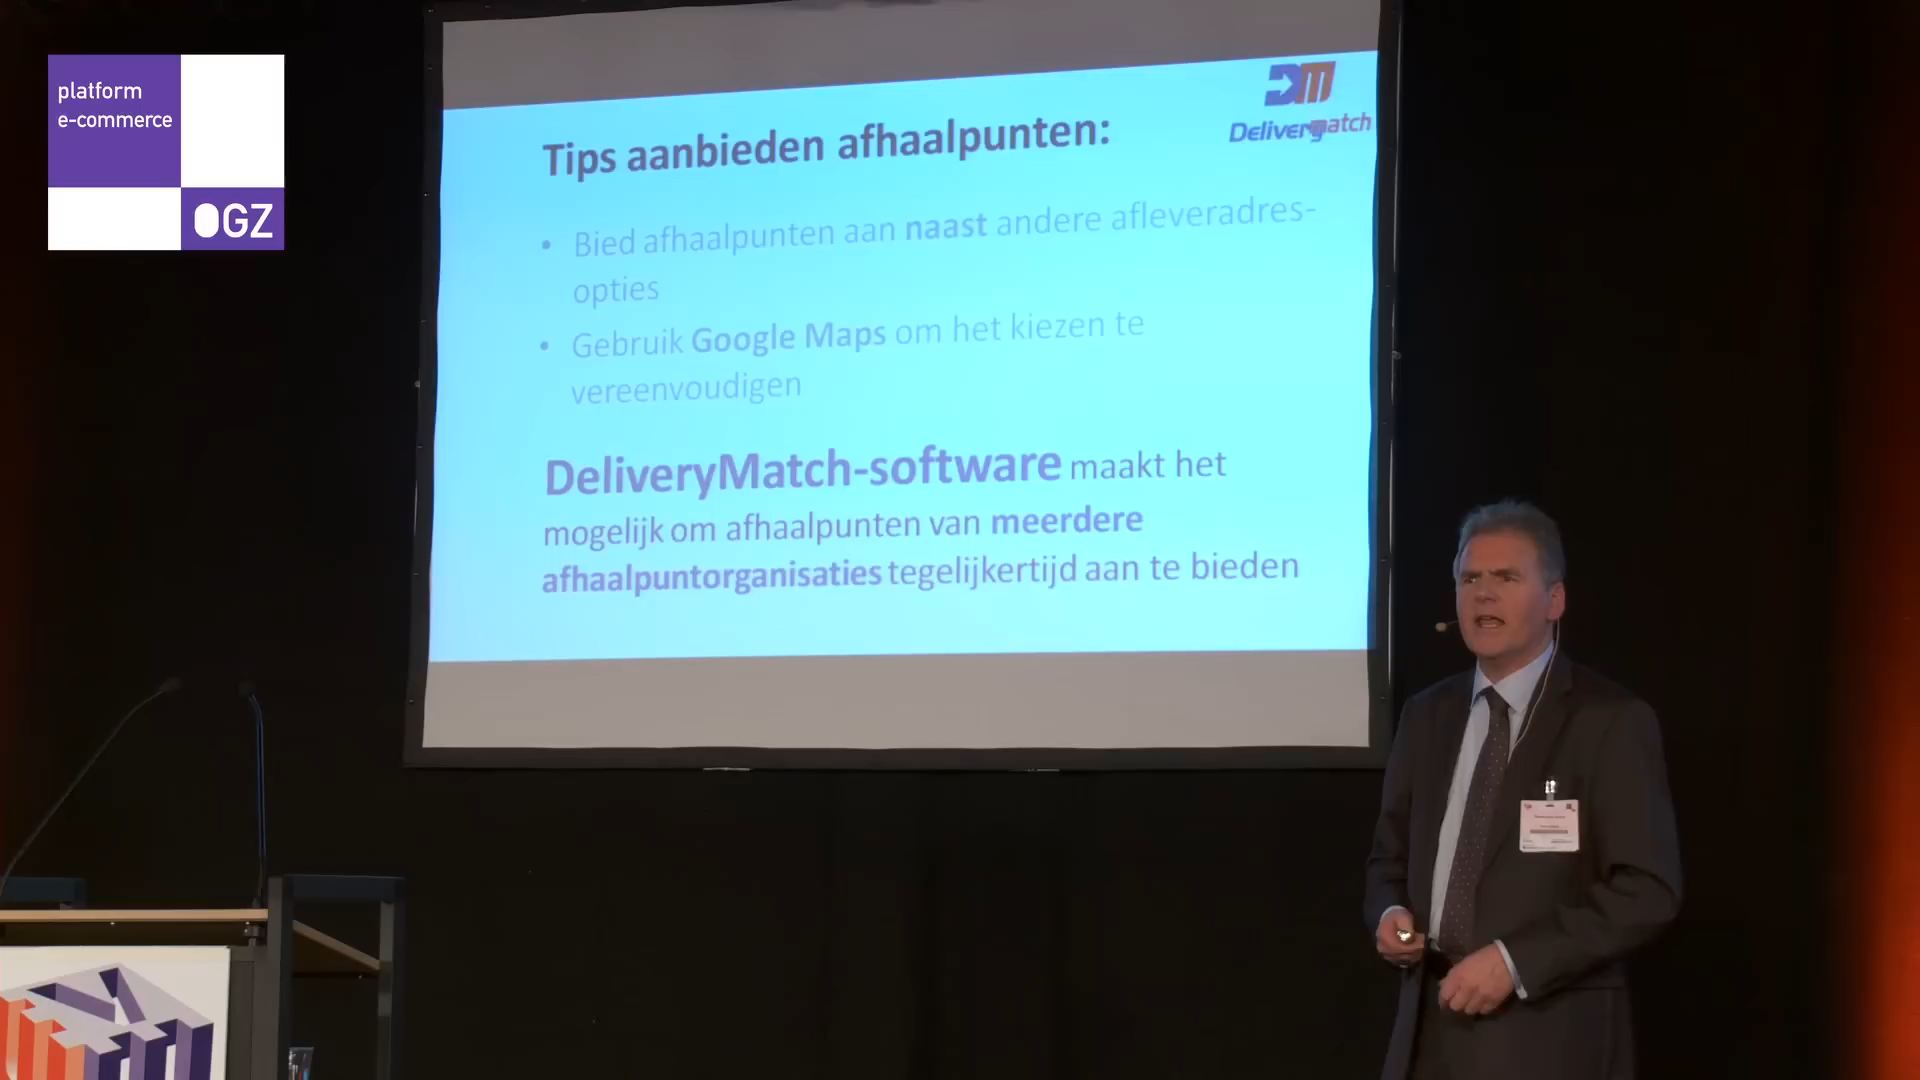 platform
e-commerce
OGZ
DM
Deliverymatch
Tips aanbieden afhaalpunten:
• Bied afhaalpunten aan naast andere afleveradres-
opties
• Gebruik Google Maps om het kiezen te
vereenvoudigen
DeliveryMatch-software maakt het
mogelijk om afhaalpunten van meerdere
afhaalpuntorganisaties tegelijkertijd aan te bieden